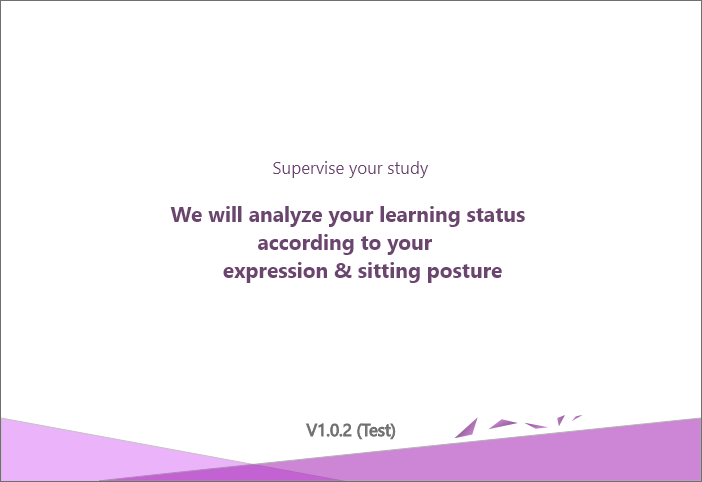 Supervise your study
We will analyze your learning status
according to your
expression & sitting posture
V1.0.2 (Test)